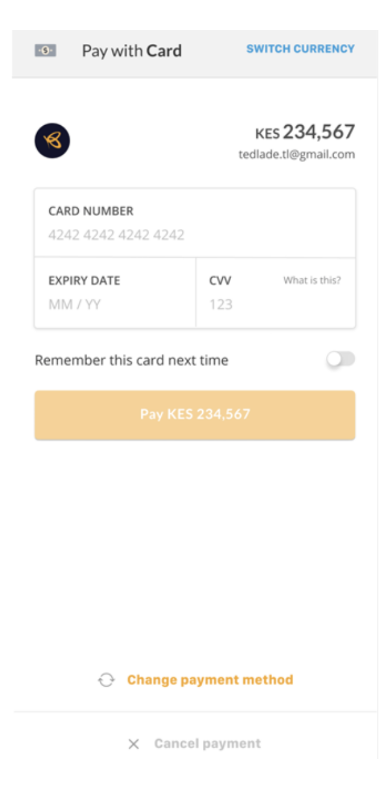 Pay with Card
SWITCH CURRENCY
KES 234,567
tedlade.tl@gmail.com
CARD NUMBER
4242 4242 4242 4242
EXPIRY DATE
MM / YY
CVV
What is this?
123
Remember this card next time
Pay KES 234,567
Change payment method
Cancel payment